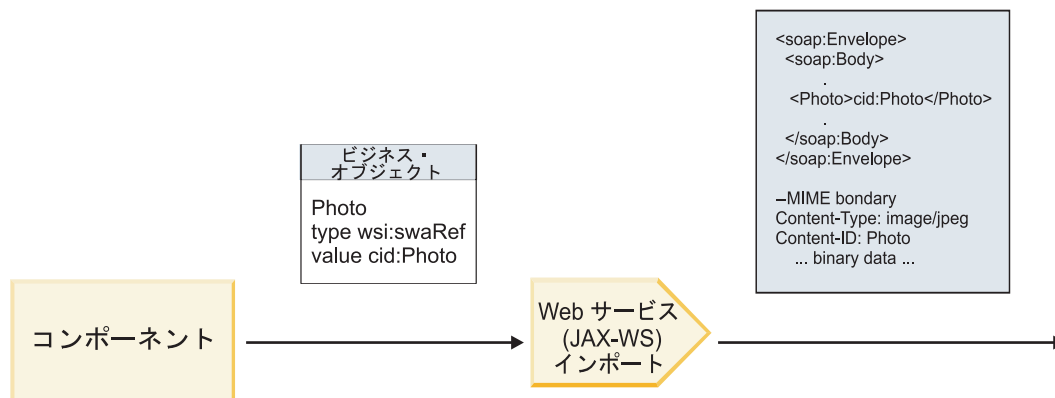 <soap:Envelope>
<soap:Body>
.
<Photo>cid:Photo</Photo>
.
</soap:Body>
</soap:Envelope>
–MIME bondary
Content-Type: image/jpeg
Content-ID: Photo
... binary data ...
ビジネス・
オブジェクト
Photo
type wsi:swaRef
value cid:Photo
コンポーネント
Web サービス
(JAX-WS)
インポート